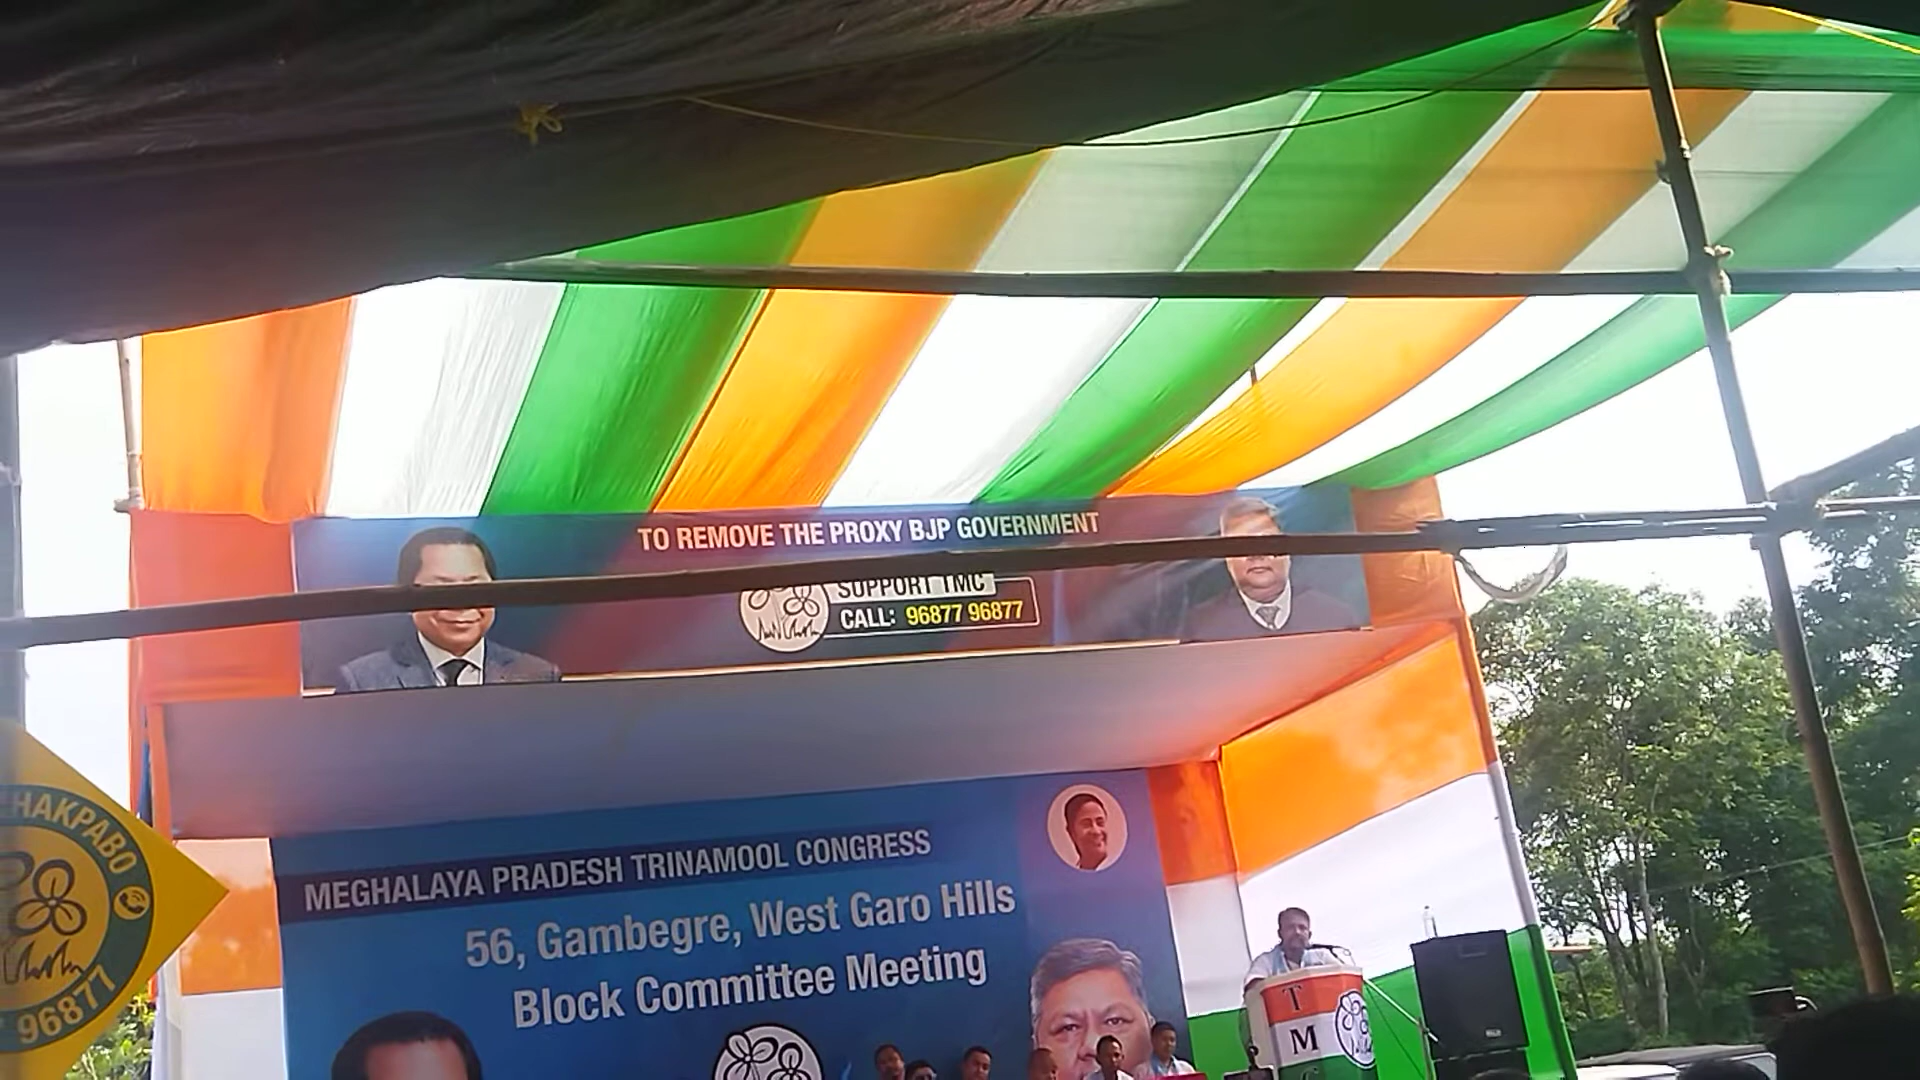 TO REMOVE THE PROXY BJP GOVERNMENT
SUPPORT TMC
CALL: 96877 96877
MEGHALAYA PRADESH TRINAMOOL CONGRESS
56, Gambegre, West Garo Hills
Block Committee Meeting
HAKPABO
96877
T
M